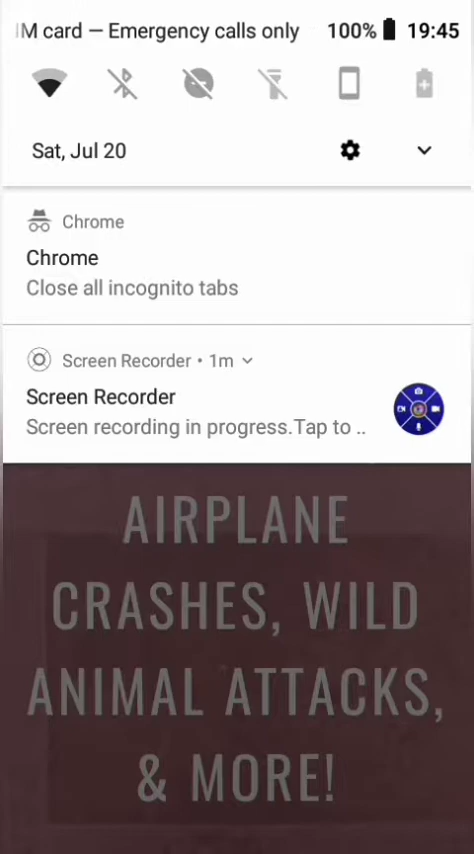 M card — Emergency calls only 100% 19:45
Sat, Jul 20
Chrome
Chrome
Close all incognito tabs
Screen Recorder • 1m
Screen Recorder
Screen recording in progress.Tap to ..
AIRPLANE
CRASHES, WILD
ANIMAL ATTACKS,
& MORE!